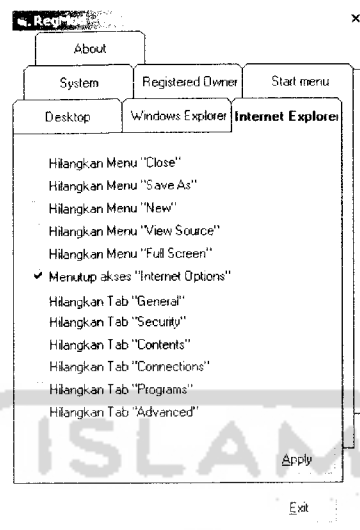 About
System Registered Owner Start menu
Desktop Windows Explorer Internet Explorer
Hilangkan Menu "Close"
Hilangkan Menu "Save As"
Hilangkan Menu "New"
Hilangkan Menu "View Source"
Hilangkan Menu "Full Screen"
Menutup akses "Internet Options"
Hilangkan Tab "General"
Hilangkan Tab "Security"
Hilangkan Tab "Contents"
Hilangkan Tab "Connections"
Hilangkan Tab "Programs"
Hilangkan Tab "Advanced"
ISLAM
Apply
Exit